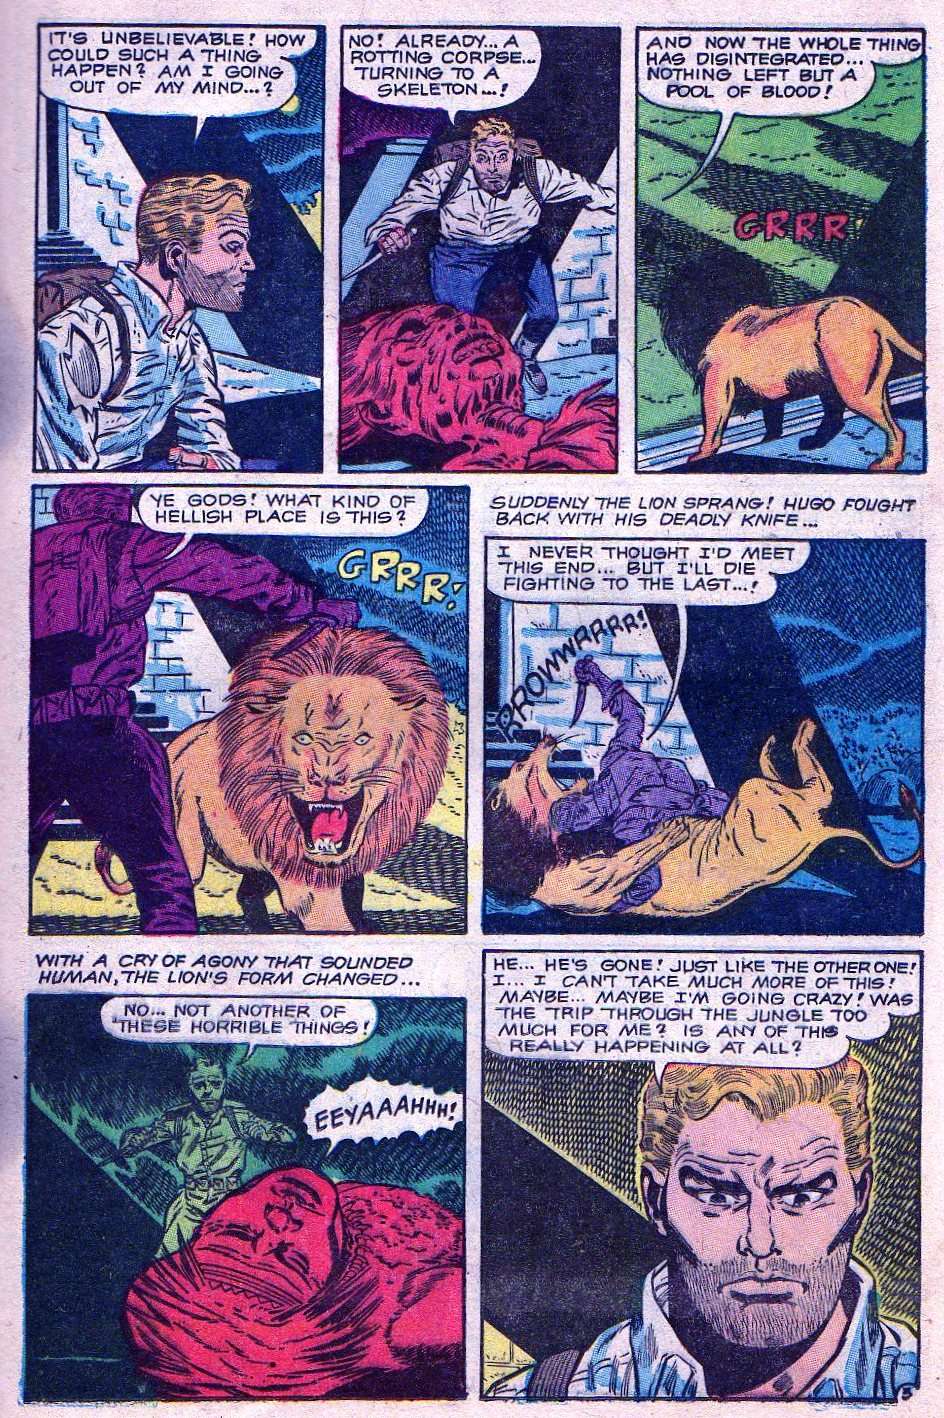 IT'S UNBELIEVABLE! HOW
COULD SUCH A THING
HAPPEN? AM I GOING
OUT OF MY MIND...?
NO! ALREADY... A
ROTTING CORPSE...
TURNING TO A
SKELETON...!
AND NOW THE WHOLE THING
HAS DISINTEGRATED...
NOTHING LEFT BUT A
POOL OF BLOOD!
GRRR!
YE GODS! WHAT KIND OF
HELLISH PLACE IS THIS?
GRRR!
SUDDENLY THE LION SPRANG! HUGO FOUGHT
BACK WITH HIS DEADLY KNIFE...
I NEVER THOUGHT I'D MEET
THIS END... BUT I'LL DIE
FIGHTING TO THE LAST...!
PROWWRRRR!
WITH A CRY OF AGONY THAT SOUNDED
HUMAN, THE LION'S FORM CHANGED...
NO... NOT ANOTHER OF
THESE HORRIBLE THINGS!
EEYAAAHHH!
HE... HE'S GONE! JUST LIKE THE OTHER ONE!
I... I CAN'T TAKE MUCH MORE OF THIS!
MAYBE... MAYBE I'M GOING CRAZY! WAS
THE TRIP THROUGH THE JUNGLE TOO
MUCH FOR ME? IS ANY OF THIS
REALLY HAPPENING AT ALL?
3